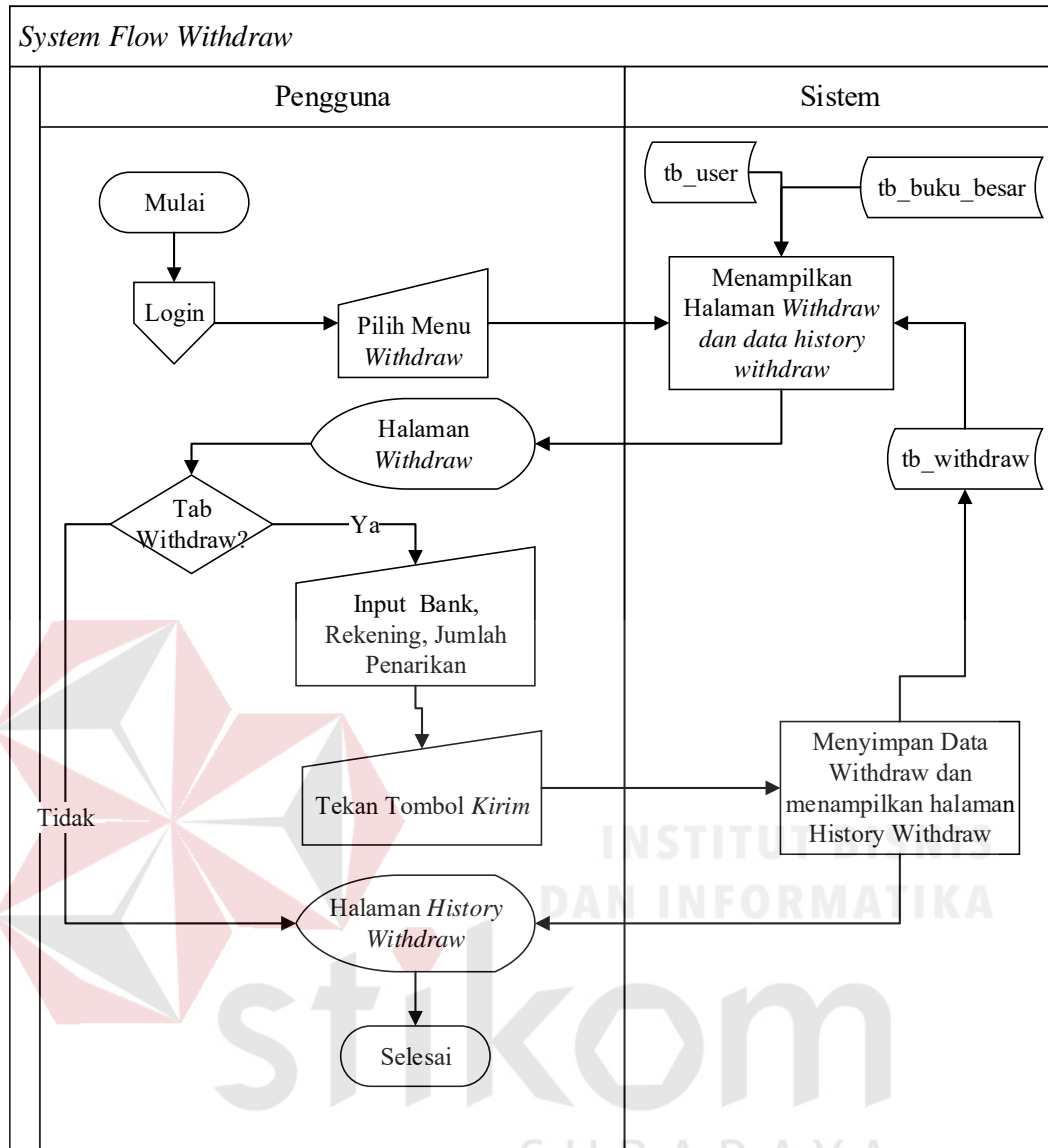 System Flow Withdraw
Pengguna
Sistem
tb_user
tb_buku_besar
Mulai
Login
Pilih Menu
Withdraw
Menampilkan
Halaman Withdraw
dan data history
withdraw
Halaman
Withdraw
tb_withdraw
Tab
Withdraw?
Ya
Input Bank,
Rekening, Jumlah
Penarikan
Tekan Tombol Kirim
Menyimpan Data
Withdraw dan
menampilkan halaman
History Withdraw
Tidak
Halaman History
Withdraw
Selesai
INSTITUT BISNIS
DAN INFORMATIKA
stikom
SURABAYA